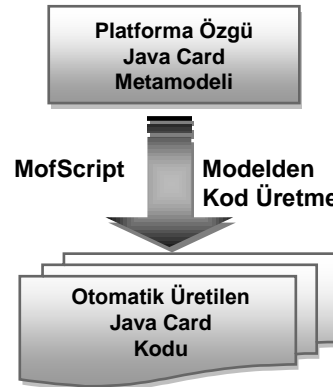 Platforma Özgü
Java Card
Metamodeli
MofScript
Modelden
Kod Üretme
Otomatik Üretilen
Java Card
Kodu